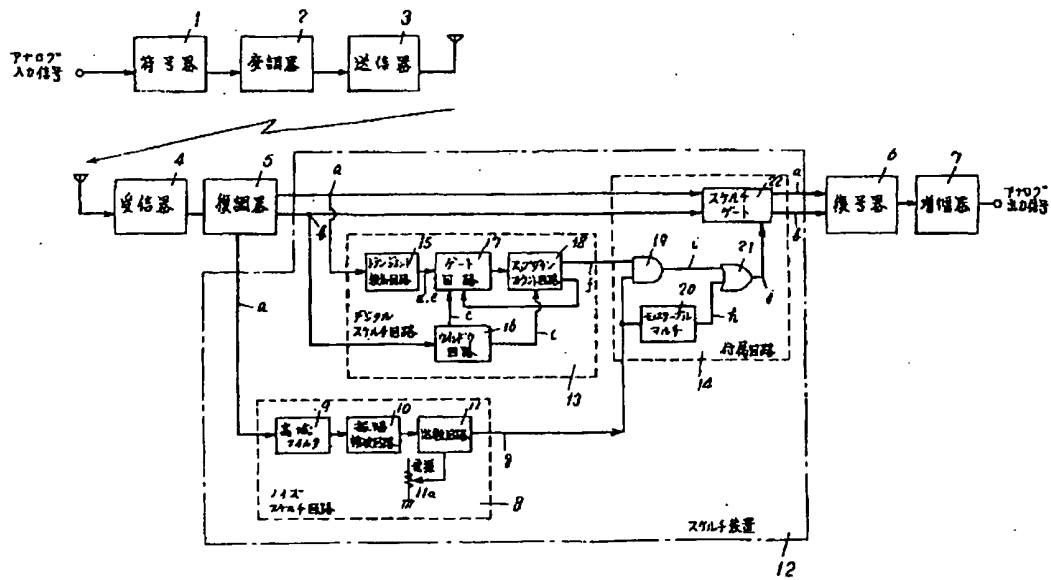 1
2
3
アナログ
入力信号
符号器
変調器
送信器
4
5
受信器
復調器
a
b
a
15
17
18
トランジェント
検出回路
ゲート
回路
アップダウン
カウント回路
d, e
f
c
c
デジタル
スケルチ回路
16
ウインドウ
回路
13
22
スケルチ
ゲート
19
i
21
j
20
モノステーブル
マルチ
h
付属回路
14
a
b
6
7
復号器
増幅器
アナログ
出力信号
9
10
11
高域
フィルタ
振幅
検波回路
比較回路
電源
11a
g
ノイズ
スケルチ回路
8
スケルチ装置
12